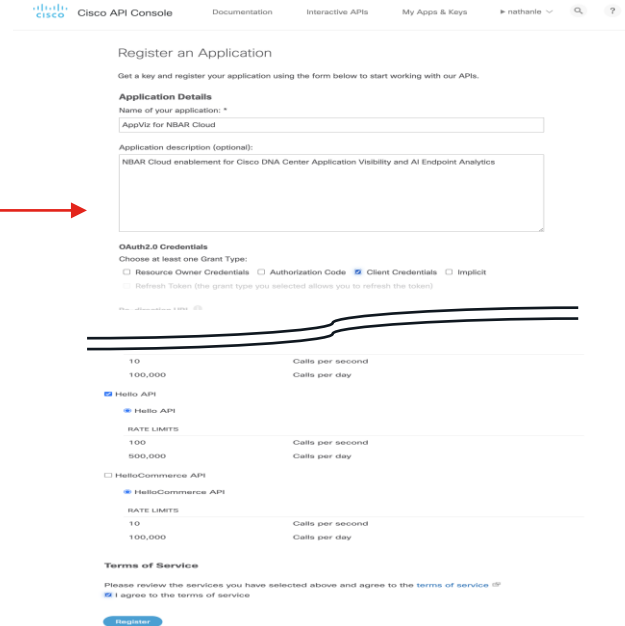 cisco Cisco API Console Documentation Interactive APIs My Apps & Keys nathanle ?
Register an Application
Get a key and register your application using the form below to start working with our APIs.
Application Details
Name of your application: *
AppViz for NBAR Cloud
Application description (optional):
NBAR Cloud enablement for Cisco DNA Center Application Visibility and AI Endpoint Analytics
OAuth2.0 Credentials
Choose at least one Grant Type:
Resource Owner Credentials Authorization Code Client Credentials Implicit
Refresh Token (the grant type you selected allows you to refresh the token)
10 Calls per second
100,000 Calls per day
Hello API
Hello API
RATE LIMITS
100 Calls per second
500,000 Calls per day
HelloCommerce API
HelloCommerce API
RATE LIMITS
10 Calls per second
100,000 Calls per day
Terms of Service
Please review the services you have selected above and agree to the terms of service
I agree to the terms of service
Register